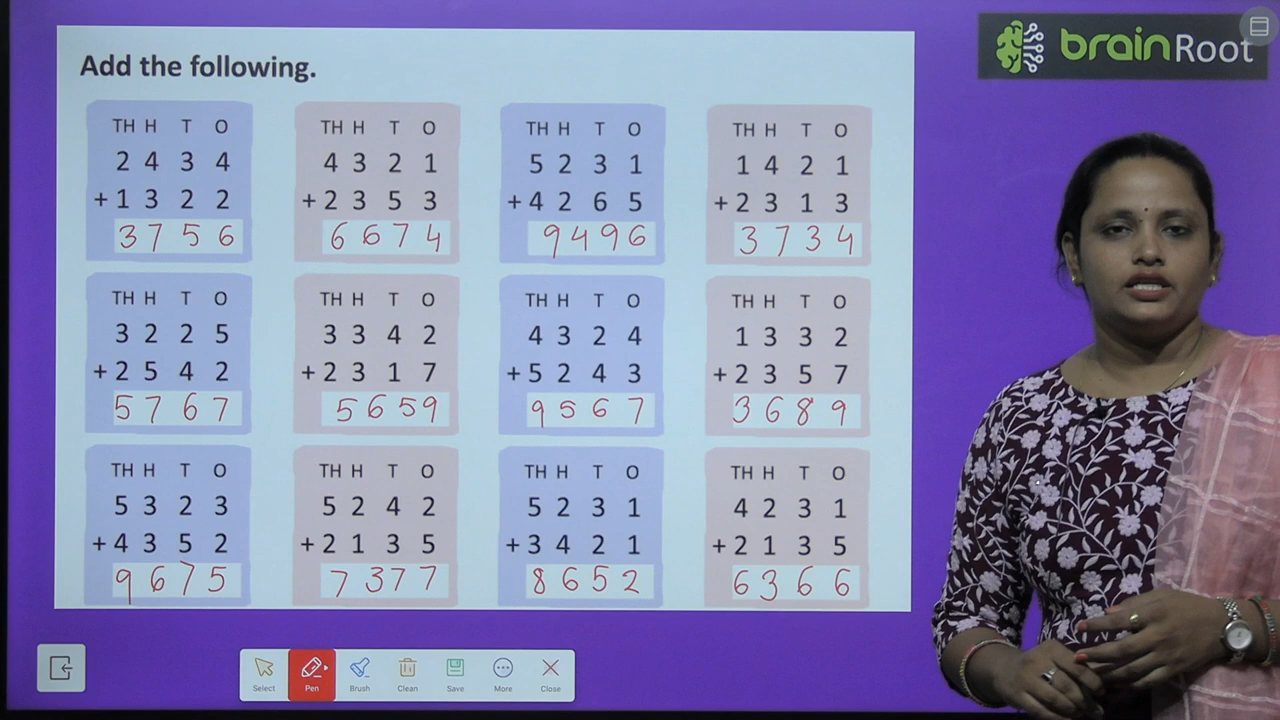 brainRoot
Add the following.
TH H T O
2 4 3 4
+ 1 3 2 2
3 7 5 6
TH H T O
4 3 2 1
+ 2 3 5 3
6 6 7 4
TH H T O
5 2 3 1
+ 4 2 6 5
9 4 9 6
TH H T O
1 4 2 1
+ 2 3 1 3
3 7 3 4
TH H T O
3 2 2 5
+ 2 5 4 2
5 7 6 7
TH H T O
3 3 4 2
+ 2 3 1 7
5 6 5 9
TH H T O
4 3 2 4
+ 5 2 4 3
9 5 6 7
TH H T O
1 3 3 2
+ 2 3 5 7
3 6 8 9
TH H T O
5 3 2 3
+ 4 3 5 2
9 6 7 5
TH H T O
5 2 4 2
+ 2 1 3 5
7 3 7 7
TH H T O
5 2 3 1
+ 3 4 2 1
8 6 5 2
TH H T O
4 2 3 1
+ 2 1 3 5
6 3 6 6
Select Pen Brush Clean Save More Close